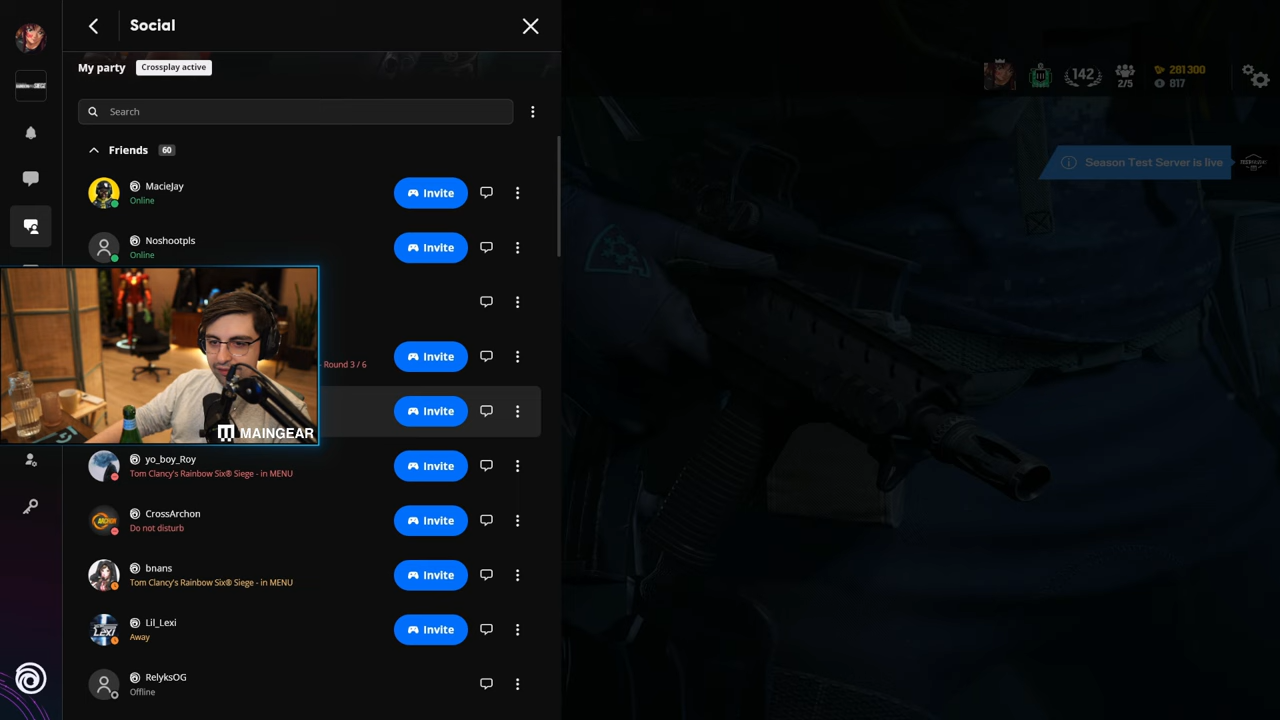 Social
My party
Crossplay active
Search
Friends 60
MacieJay
Online
Invite
Noshootpls
Online
Invite
Round 3 / 6
Invite
Invite
MAINGEAR
yo_boy_Roy
Tom Clancy's Rainbow Six® Siege - in MENU
Invite
CrossArchon
Do not disturb
Invite
bnans
Tom Clancy's Rainbow Six® Siege - in MENU
Invite
Lil_Lexi
Away
Invite
RelyksOG
Offline
142
2/5
281 300
817
Season Test Server is live